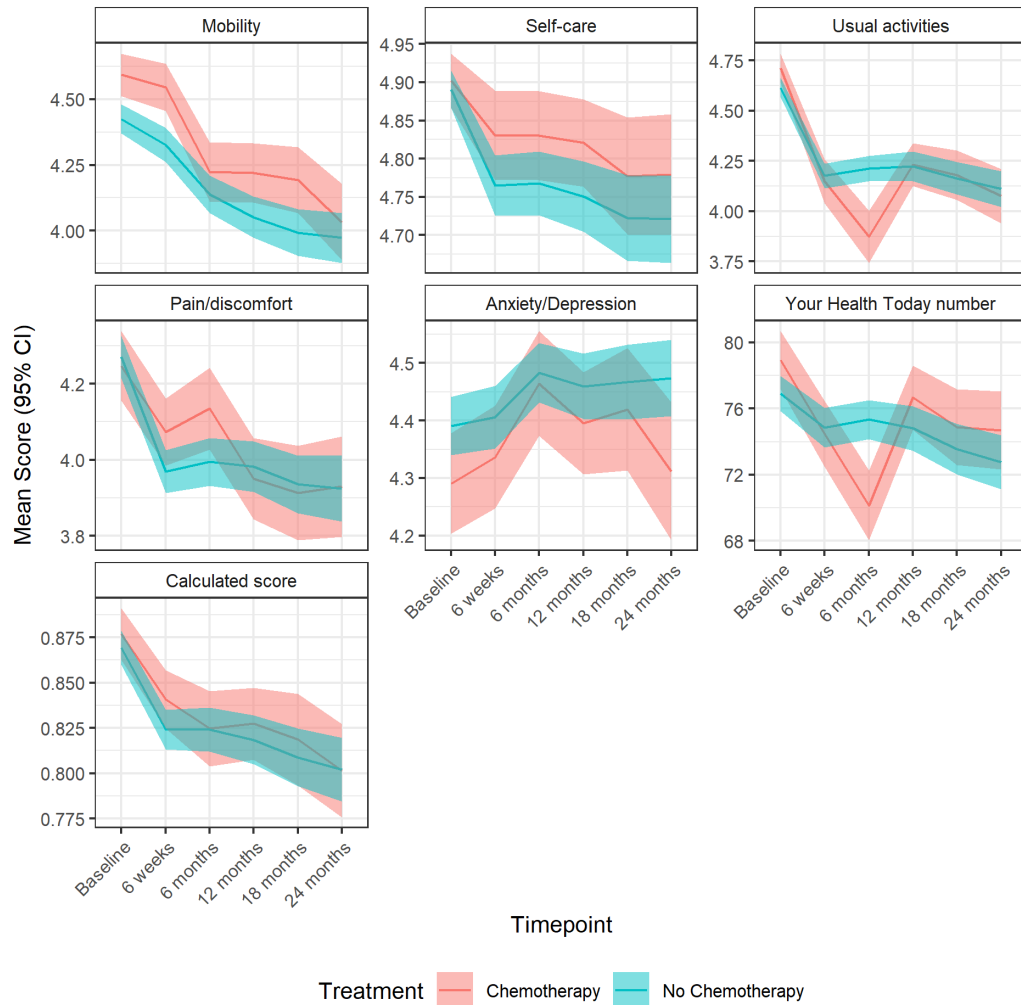 Mobility
Self-care
Usual activities
4.50
4.25
4.00
4.95
4.90
4.85
4.80
4.75
4.70
4.75
4.50
4.25
4.00
3.75
Pain/discomfort
Anxiety/Depression
Your Health Today number
4.2
4.0
3.8
4.5
4.4
4.3
4.2
80
76
72
68
Baseline
6 weeks
6 months
12 months
18 months
24 months
Baseline
6 weeks
6 months
12 months
18 months
24 months
Calculated score
0.875
0.850
0.825
0.800
0.775
Baseline
6 weeks
6 months
12 months
18 months
24 months
Mean Score (95% CI)
Timepoint
Treatment Chemotherapy No Chemotherapy